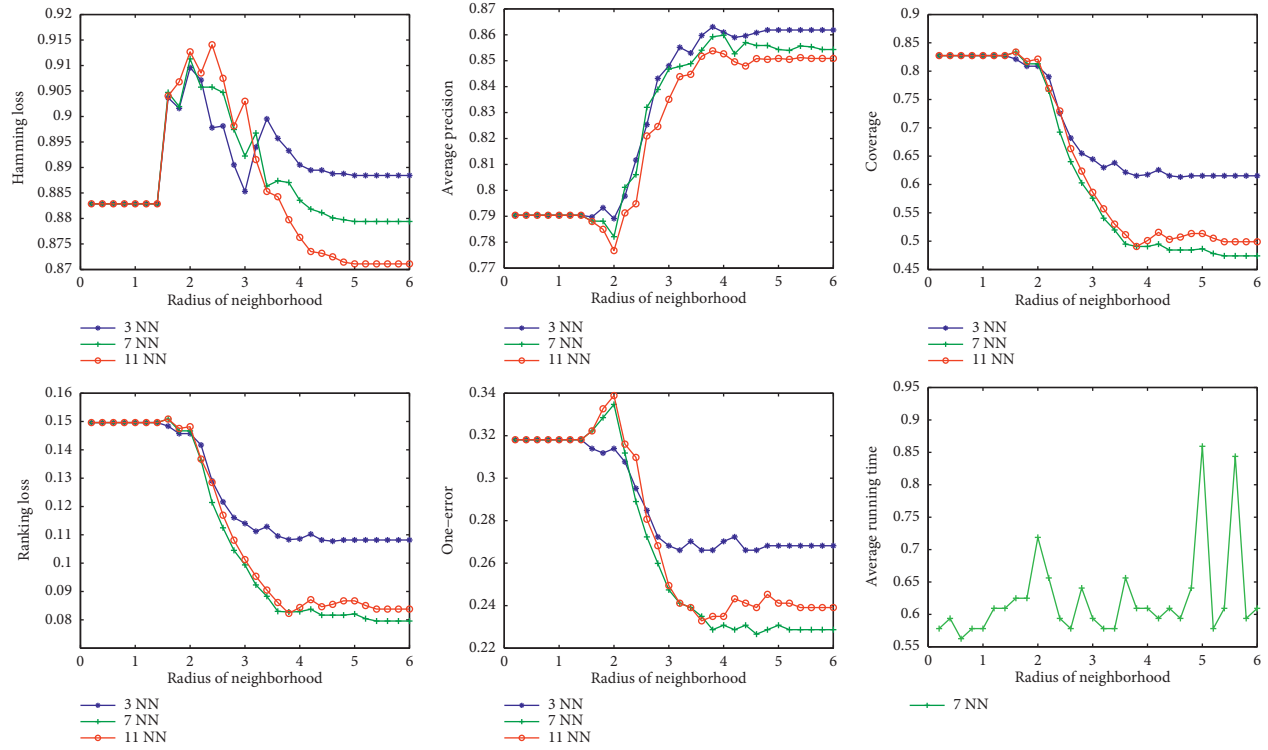 0.92
0.915
0.91
0.905
0.9
0.895
0.889
0.885
0.88
0.875
0.87
Hamming loss
0 1 2 3 4 5 6
Radius of neighborhood
3 NN
7 NN
11 NN
0.87
0.86
0.85
0.84
0.83
0.82
0.81
0.80
0.79
0.78
0.77
Average precision
0 1 2 3 4 5 6
Radius of neighborhood
3 NN
7 NN
11 NN
0.9
0.85
0.8
0.75
0.7
0.65
0.6
0.55
0.5
0.45
Coverage
0 1 2 3 4 5 6
Radius of neighborhood
3 NN
7 NN
11 NN
0.16
0.15
0.14
0.13
0.12
0.11
0.1
0.09
0.08
Ranking loss
0 1 2 3 4 5 6
Radius of neighborhood
3 NN
7 NN
11 NN
0.34
0.32
0.3
0.28
0.26
0.24
0.22
One-error
0 1 2 3 4 5 6
Radius of neighborhood
3 NN
7 NN
11 NN
0.95
0.9
0.85
0.8
0.7
0.7
0.65
0.6
0.55
Average running time
0 1 2 3 4 5 6
Radius of neighborhood
7 NN